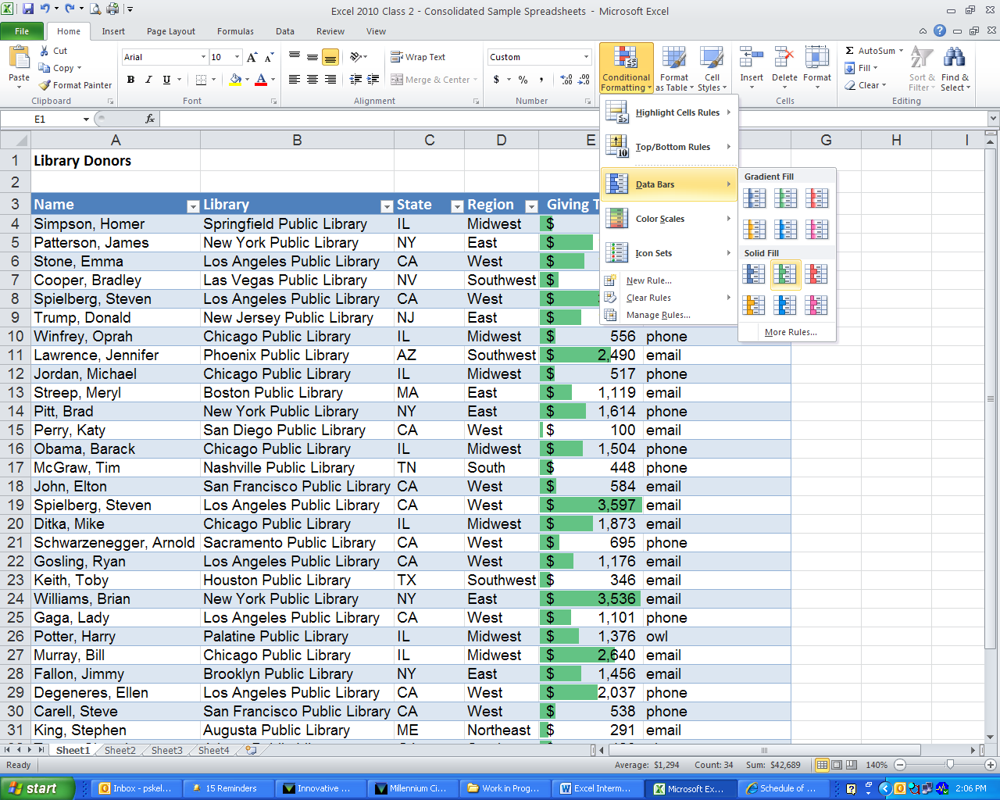 Excel 2010 Class 2 - Consolidated Sample Spreadsheets - Microsoft Excel
File Home Insert Page Layout Formulas Data Review View
Paste Cut Copy Format Painter
Clipboard
Arial 10 A A
B I U A
Font
Wrap Text
Merge & Center
Alignment
Custom
$ % , .00 .00
Number
Conditional Formatting
Format as Table
Cell Styles
Insert Delete Format
Cells
Σ AutoSum
Fill
Clear
Sort & Filter
Find & Select
Editing
E1 fx
Highlight Cells Rules
Top/Bottom Rules
10
Data Bars
Color Scales
Icon Sets
New Rule...
Clear Rules
Manage Rules...
Gradient Fill
Solid Fill
More Rules...
A B C D E G H I
1 Library Donors
2
3 Name Library State Region Giving T
4 Simpson, Homer Springfield Public Library IL Midwest $
5 Patterson, James New York Public Library NY East $
6 Stone, Emma Los Angeles Public Library CA West $
7 Cooper, Bradley Las Vegas Public Library NV Southwest $
8 Spielberg, Steven Los Angeles Public Library CA West $
9 Trump, Donald New Jersey Public Library NJ East $
10 Winfrey, Oprah Chicago Public Library IL Midwest $ 556 phone
11 Lawrence, Jennifer Phoenix Public Library AZ Southwest $ 2,490 email
12 Jordan, Michael Chicago Public Library IL Midwest $ 517 phone
13 Streep, Meryl Boston Public Library MA East $ 1,119 email
14 Pitt, Brad New York Public Library NY East $ 1,614 phone
15 Perry, Katy San Diego Public Library CA West $ 100 email
16 Obama, Barack Chicago Public Library IL Midwest $ 1,504 phone
17 McGraw, Tim Nashville Public Library TN South $ 448 phone
18 John, Elton San Francisco Public Library CA West $ 584 email
19 Spielberg, Steven Los Angeles Public Library CA West $ 3,597 email
20 Ditka, Mike Chicago Public Library IL Midwest $ 1,873 email
21 Schwarzenegger, Arnold Sacramento Public Library CA West $ 695 phone
22 Gosling, Ryan Los Angeles Public Library CA West $ 1,176 email
23 Keith, Toby Houston Public Library TX Southwest $ 346 email
24 Williams, Brian New York Public Library NY East $ 3,536 email
25 Gaga, Lady Los Angeles Public Library CA West $ 1,101 phone
26 Potter, Harry Palatine Public Library IL Midwest $ 1,376 owl
27 Murray, Bill Chicago Public Library IL Midwest $ 2,640 email
28 Fallon, Jimmy Brooklyn Public Library NY East $ 1,456 email
29 Degeneres, Ellen Los Angeles Public Library CA West $ 2,037 phone
30 Carell, Steve San Francisco Public Library CA West $ 538 phone
31 King, Stephen Augusta Public Library ME Northeast $ 291 email
Sheet1 Sheet2 Sheet3 Sheet4
Ready Average: $1,294 Count: 34 Sum: $42,689 140%
start Inbox - pskel... 15 Reminders Innovative ... Millennium Ci... Work in Prog... Excel Interm... Microsoft Ex... Schedule of ... 2:06 PM